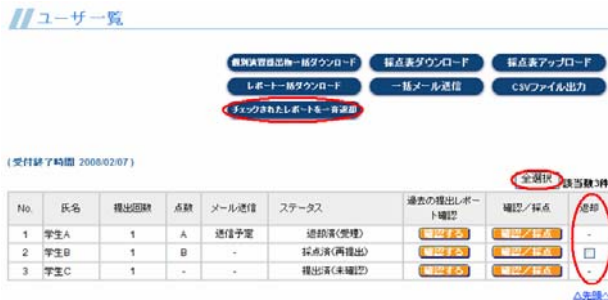 ユーザ一覧
個別演習提出物一括ダウンロード 採点表ダウンロード 採点表アップロード
レポート一括ダウンロード 一括メール送信 CSVファイル出力
チェックされたレポートを一斉返却
(受付終了時間 2008/02/07)
全選択 該当数3件
No. 氏名 提出回数 点数 メール送信 ステータス 過去の提出レポート確認 確認/採点 返却
1 学生A 1 A 送信予定 返却済(受理) 確認する 確認/採点 -
2 学生B 1 B - 採点済(再提出) 確認する 確認/採点
3 学生C 1 - - 提出済(未確認) 確認する 確認/採点 -
△先頭へ